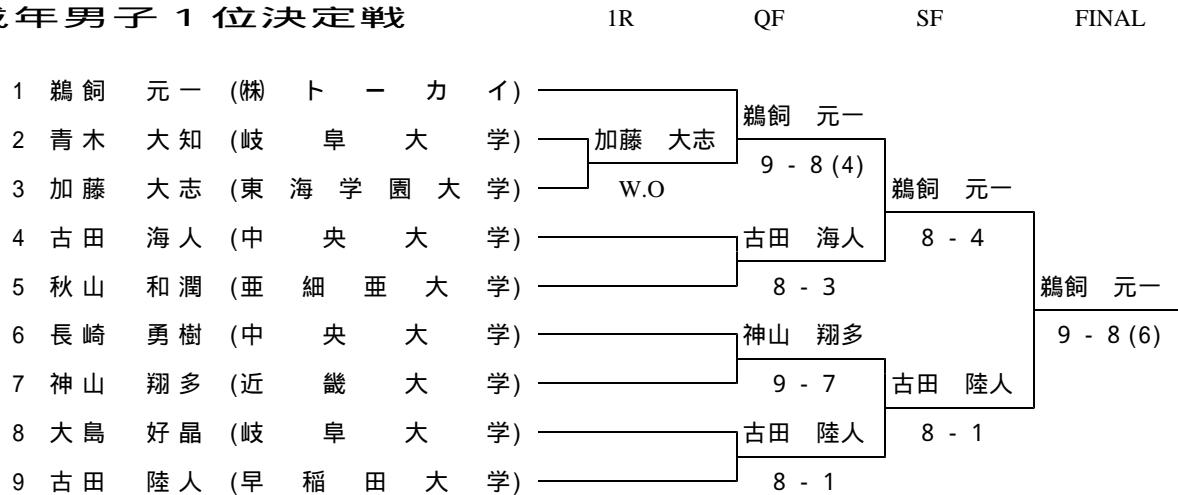 年男子１位決定戦 1R QF SF FINAL
1 鵜飼 元一 (㈱トーカイ)
鵜飼 元一
2 青木 大知 (岐阜大学) 加藤 大志
9 - 8 (4)
3 加藤 大志 (東海学園大学) W.O 鵜飼 元一
4 古田 海人 (中央大学) 古田 海人 8 - 4
5 秋山 和潤 (亜細亜大学) 8 - 3 鵜飼 元一
6 長崎 勇樹 (中央大学) 神山 翔多 9 - 8 (6)
7 神山 翔多 (近畿大学) 9 - 7 古田 陸人
8 大島 好晶 (岐阜大学) 古田 陸人 8 - 1
9 古田 陸人 (早稲田大学) 8 - 1